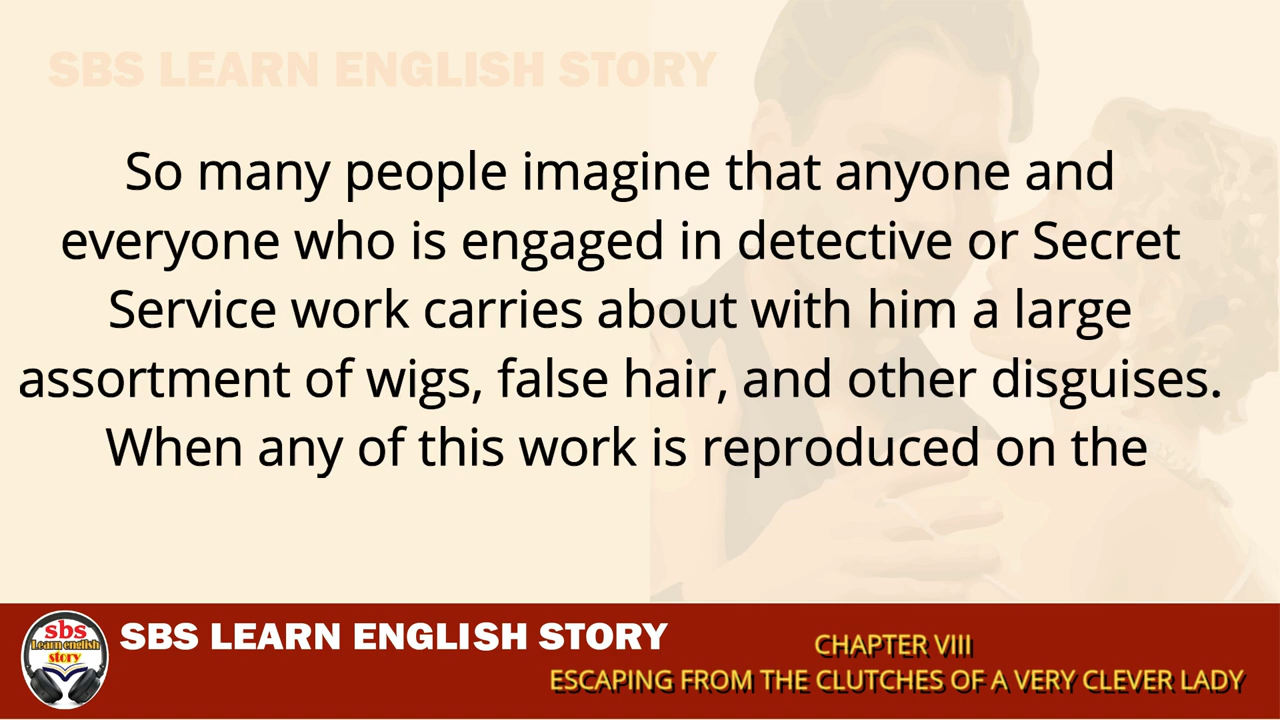 SBS LEARN ENGLISH STORY
So many people imagine that anyone and
everyone who is engaged in detective or Secret
Service work carries about with him a large
assortment of wigs, false hair, and other disguises.
When any of this work is reproduced on the
sbs
Learn english
story
SBS LEARN ENGLISH STORY
CHAPTER VIII
ESCAPING FROM THE CLUTCHES OF A VERY CLEVER LADY